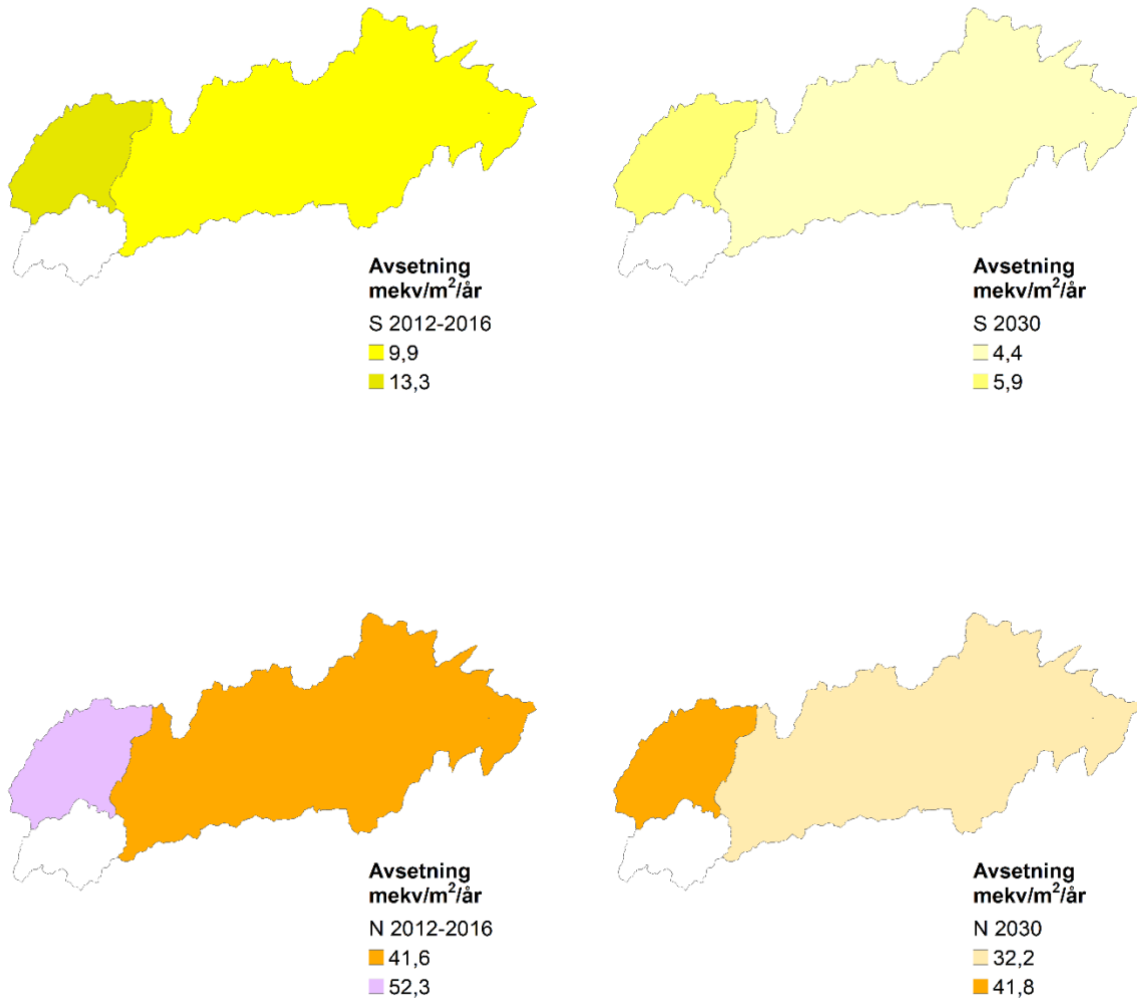 Avsetning
mekv/m²/år
S 2012-2016
9,9
13,3
Avsetning
mekv/m²/år
S 2030
4,4
5,9
Avsetning
mekv/m²/år
N 2012-2016
41,6
52,3
Avsetning
mekv/m²/år
N 2030
32,2
41,8